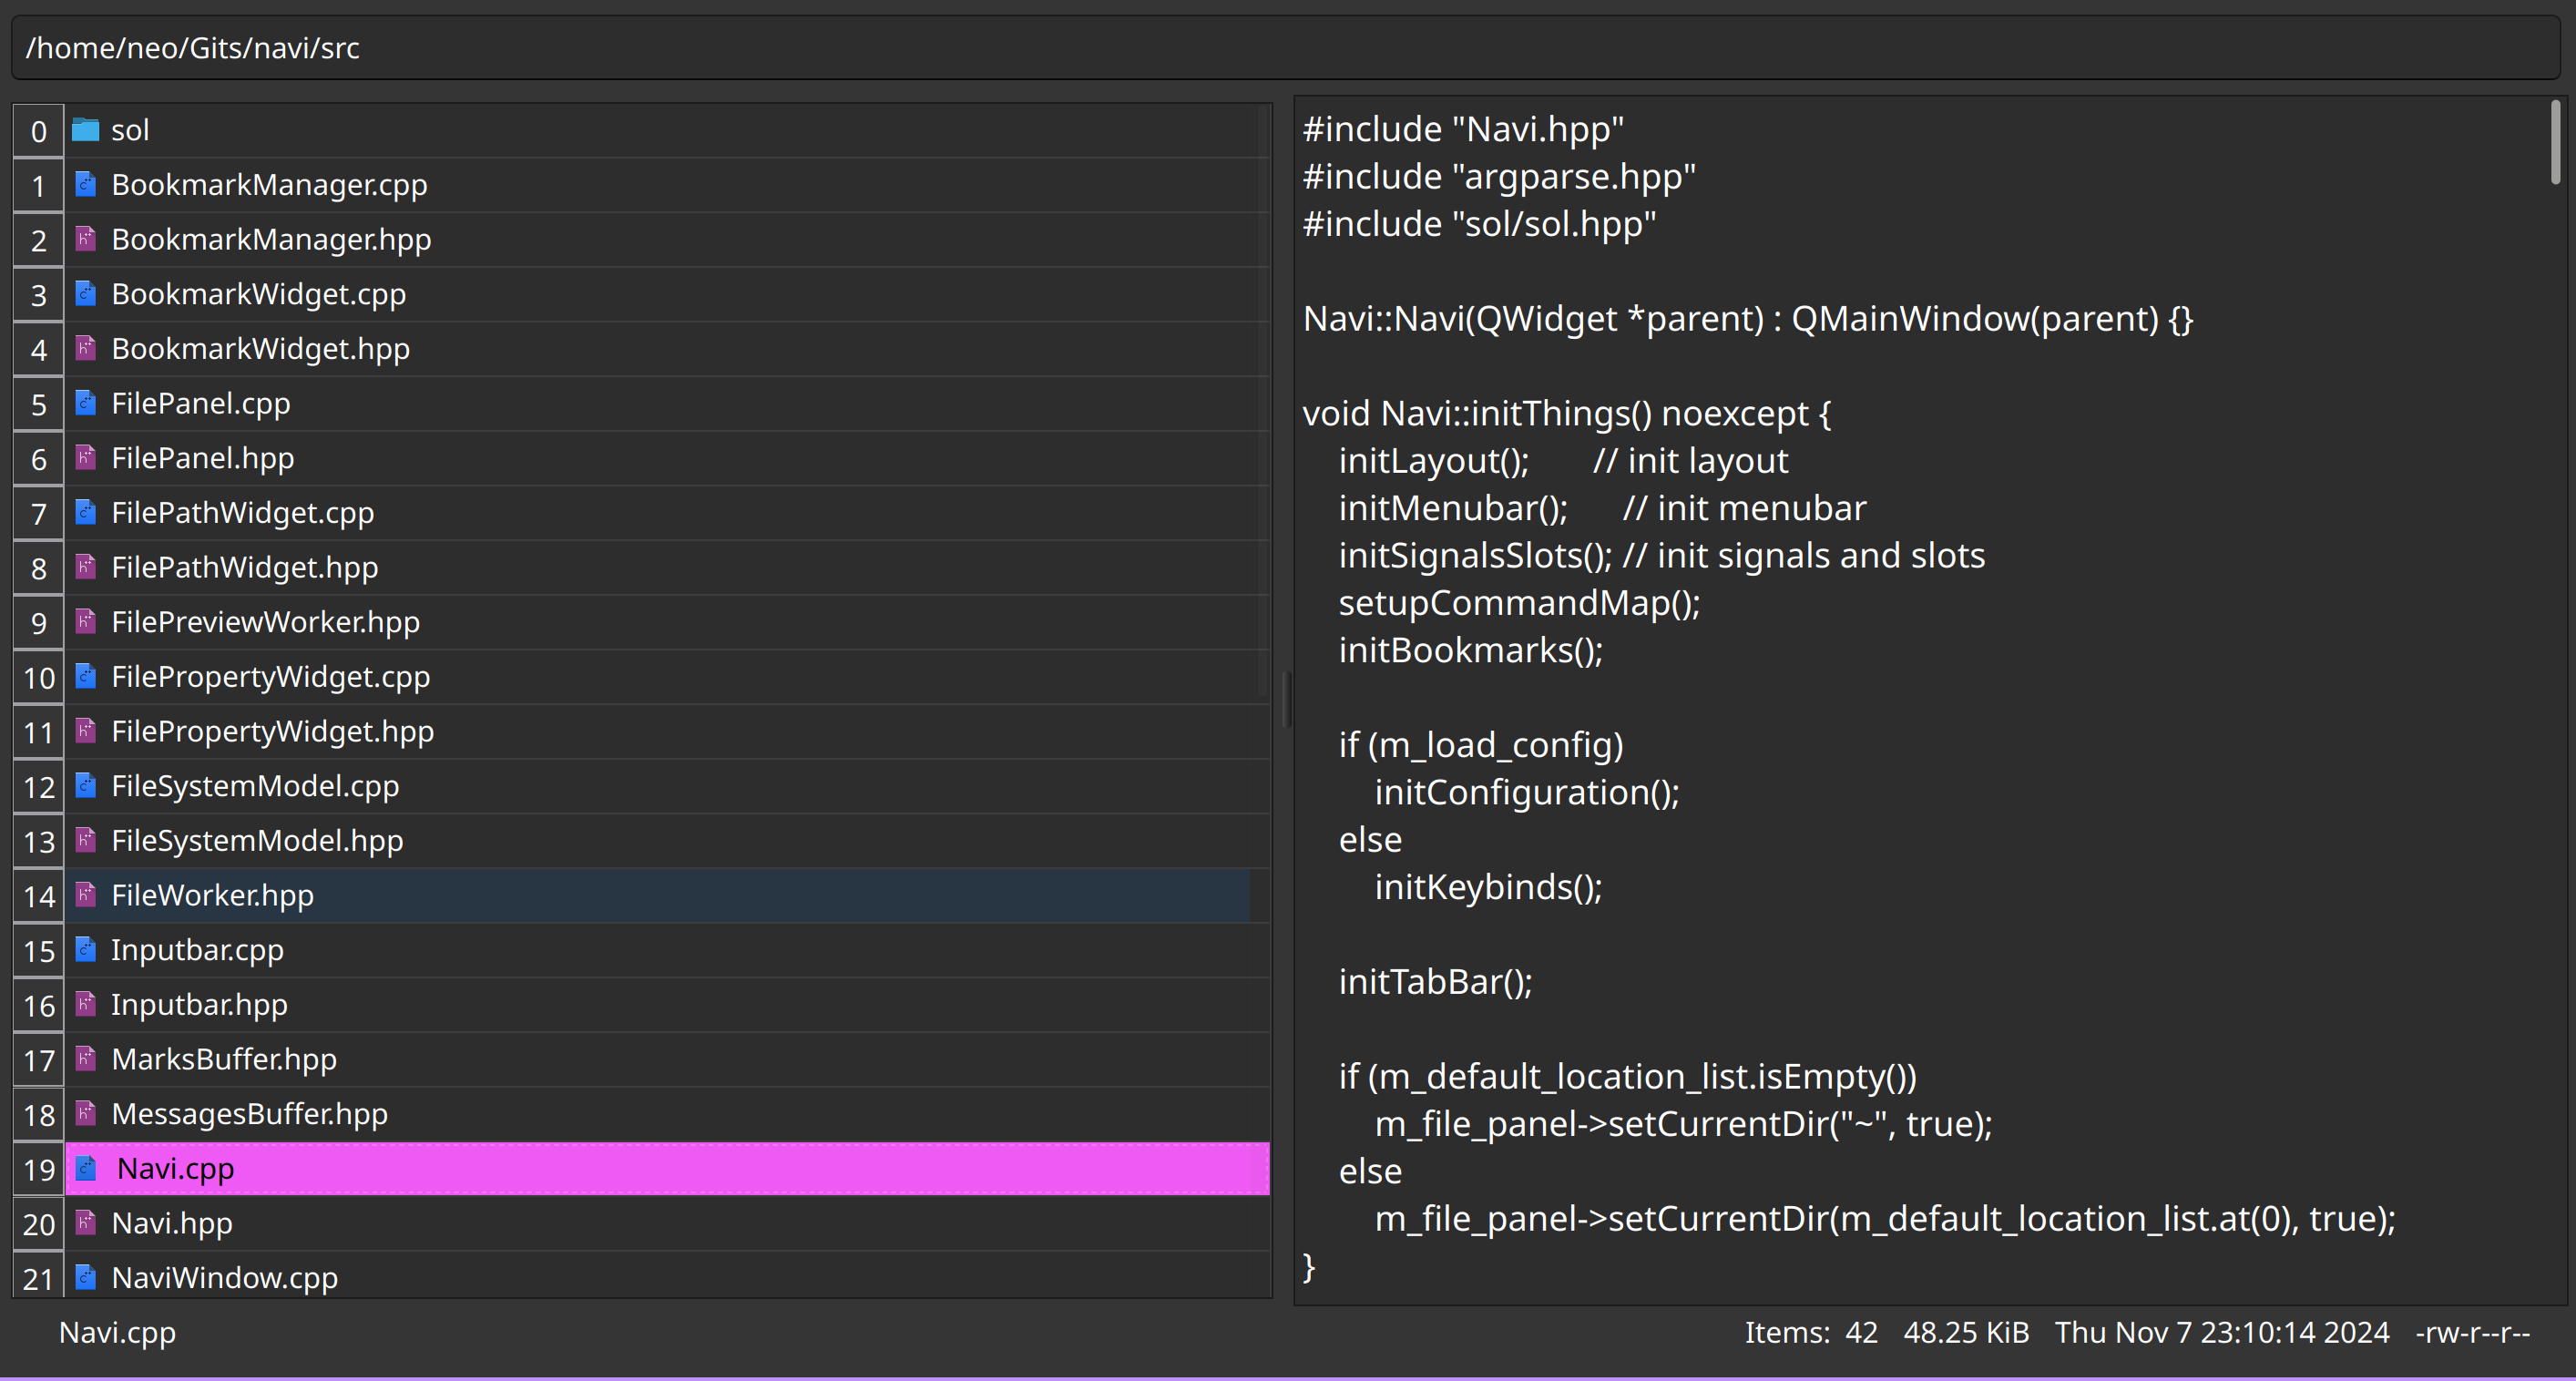 /home/neo/Gits/navi/src
0 sol
1 BookmarkManager.cpp
2 BookmarkManager.hpp
3 BookmarkWidget.cpp
4 BookmarkWidget.hpp
5 FilePanel.cpp
6 FilePanel.hpp
7 FilePathWidget.cpp
8 FilePathWidget.hpp
9 FilePreviewWorker.hpp
10 FilePropertyWidget.cpp
11 FilePropertyWidget.hpp
12 FileSystemModel.cpp
13 FileSystemModel.hpp
14 FileWorker.hpp
15 Inputbar.cpp
16 Inputbar.hpp
17 MarksBuffer.hpp
18 MessagesBuffer.hpp
19 Navi.cpp
20 Navi.hpp
21 NaviWindow.cpp
#include "Navi.hpp"
#include "argparse.hpp"
#include "sol/sol.hpp"

Navi::Navi(QWidget *parent) : QMainWindow(parent) {}

void Navi::initThings() noexcept {
    initLayout();       // init layout
    initMenubar();      // init menubar
    initSignalsSlots(); // init signals and slots
    setupCommandMap();
    initBookmarks();

    if (m_load_config)
        initConfiguration();
    else
        initKeybinds();

    initTabBar();

    if (m_default_location_list.isEmpty())
        m_file_panel->setCurrentDir("~", true);
    else
        m_file_panel->setCurrentDir(m_default_location_list.at(0), true);
}
Navi.cpp
Items: 42 48.25 KiB Thu Nov 7 23:10:14 2024 -rw-r--r--